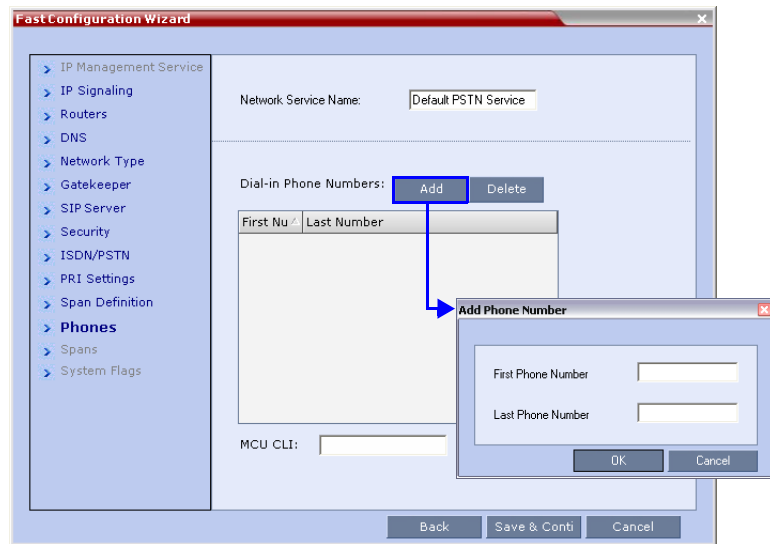 Fast Configuration Wizard
IP Management Service
IP Signaling
Routers
DNS
Network Type
Gatekeeper
SIP Server
Security
ISDN/PSTN
PRI Settings
Span Definition
Phones
Spans
System Flags
Network Service Name: Default PSTN Service
Dial-in Phone Numbers: Add Delete
First Nu Last Number
MCU CLI:
Add Phone Number
First Phone Number
Last Phone Number
OK Cancel
Back Save & Conti Cancel